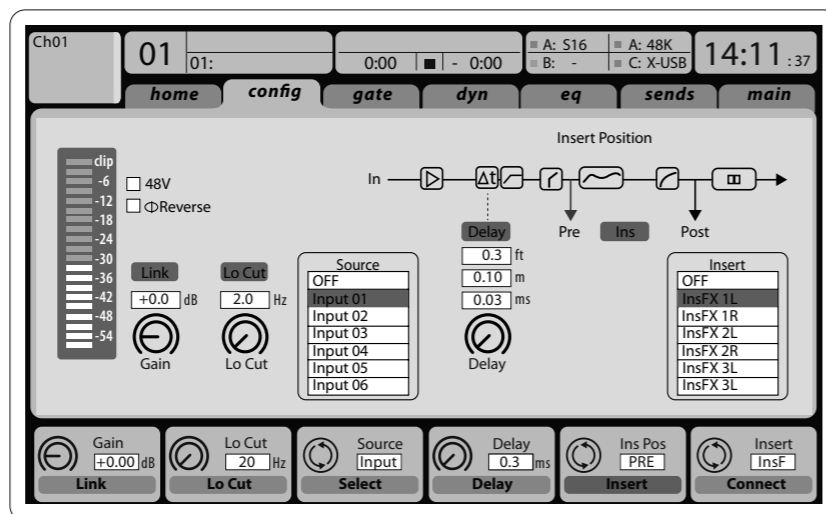 Ch01
01
01:
0:00
- 0:00
A: S16
B: -
A: 48K
C: X-USB
14:11 :37
home config gate dyn eq sends main
Insert Position
clip
-6
-12
-18
-24
-30
-36
-42
-48
-54
48V
ΦReverse
In
Δt
Delay
Pre Ins Post
0.3 ft
0.10 m
0.03 ms
Delay
Link
+0.0 dB
Gain
Lo Cut
2.0 Hz
Lo Cut
Source
OFF
Input 01
Input 02
Input 03
Input 04
Input 05
Input 06
Insert
OFF
InsFX 1L
InsFX 1R
InsFX 2L
InsFX 2R
InsFX 3L
InsFX 3L
Gain
+0.00 dB
Link
Lo Cut
20 Hz
Lo Cut
Source
Input
Select
Delay
0.3 ms
Delay
Ins Pos
PRE
Insert
Insert
InsF
Connect